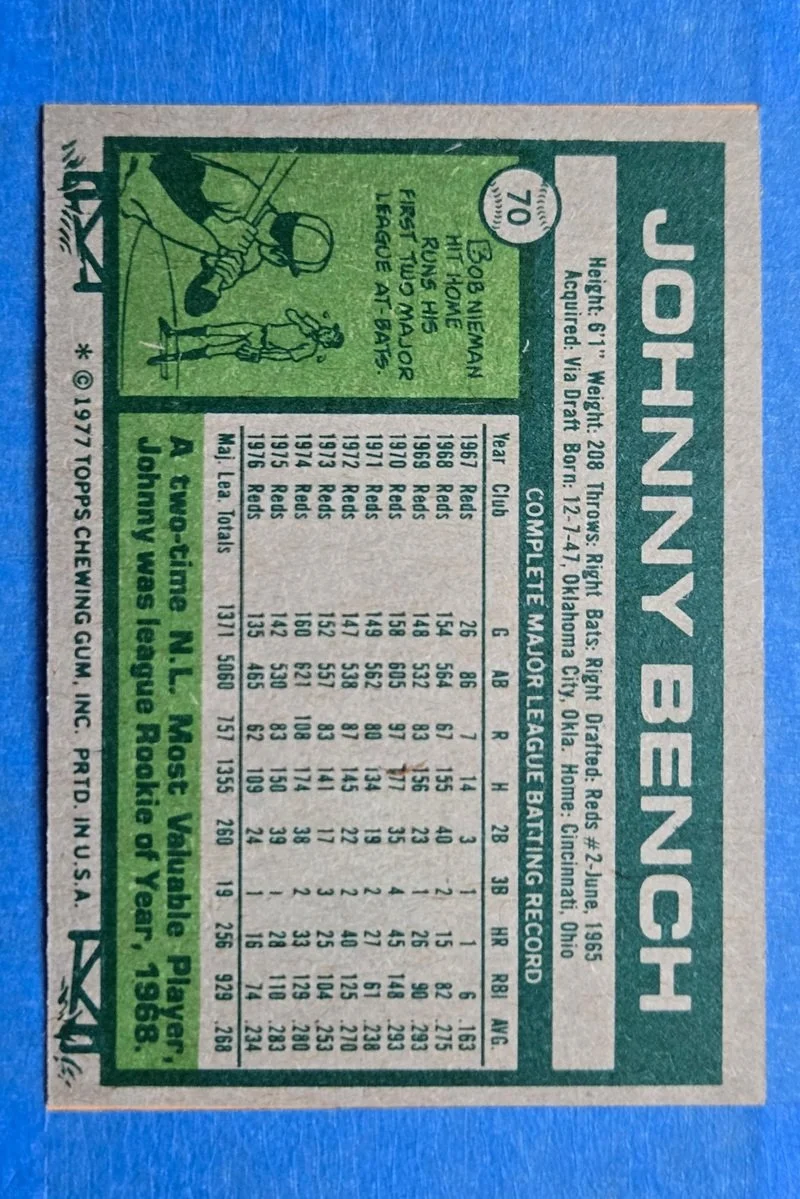 JOHNNY BENCH
Height: 6'1" Weight: 208 Throws: Right Bats: Right Drafted: Reds #2-June, 1965
Acquired: Via Draft Born: 12-7-47, Oklahoma City, Okla. Home: Cincinnati, Ohio
70
COMPLETE MAJOR LEAGUE BATTING RECORD
BOB NIEMAN
HIT HOME
RUNS HIS
FIRST TWO MAJOR
LEAGUE AT-BATS.
Year Club G AB R H 2B 3B HR RBI AVG.
1967 Reds 26 86 7 14 3 1 1 6 .163
1968 Reds 154 564 67 155 40 2 15 82 .275
1969 Reds 148 532 83 156 23 1 26 90 .293
1970 Reds 158 605 97 177 35 4 45 148 .293
1971 Reds 149 562 80 134 19 2 27 61 .238
1972 Reds 147 538 87 145 22 2 40 125 .270
1973 Reds 152 557 83 141 17 3 25 104 .253
1974 Reds 160 621 108 174 38 2 33 129 .280
1975 Reds 142 530 83 150 39 1 28 110 .283
1976 Reds 135 465 62 109 24 1 16 74 .234
Maj. Lea. Totals 1371 5060 757 1355 260 19 256 929 .268
A two-time N.L. Most Valuable Player,
Johnny was league Rookie of Year, 1968.
* © 1977 TOPPS CHEWING GUM, INC. PRTD. IN U.S.A.